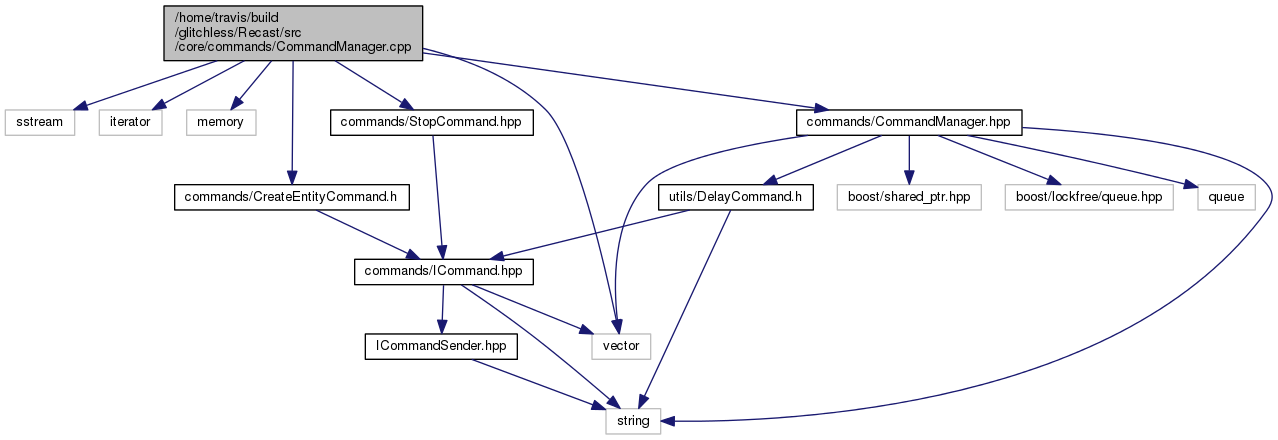 /home/travis/build
/glitchless/Recast/src
/core/commands/CommandManager.cpp
sstream
iterator
memory
commands/StopCommand.hpp
commands/CommandManager.hpp
commands/CreateEntityCommand.h
utils/DelayCommand.h
boost/shared_ptr.hpp
boost/lockfree/queue.hpp
queue
commands/ICommand.hpp
ICommandSender.hpp
vector
string